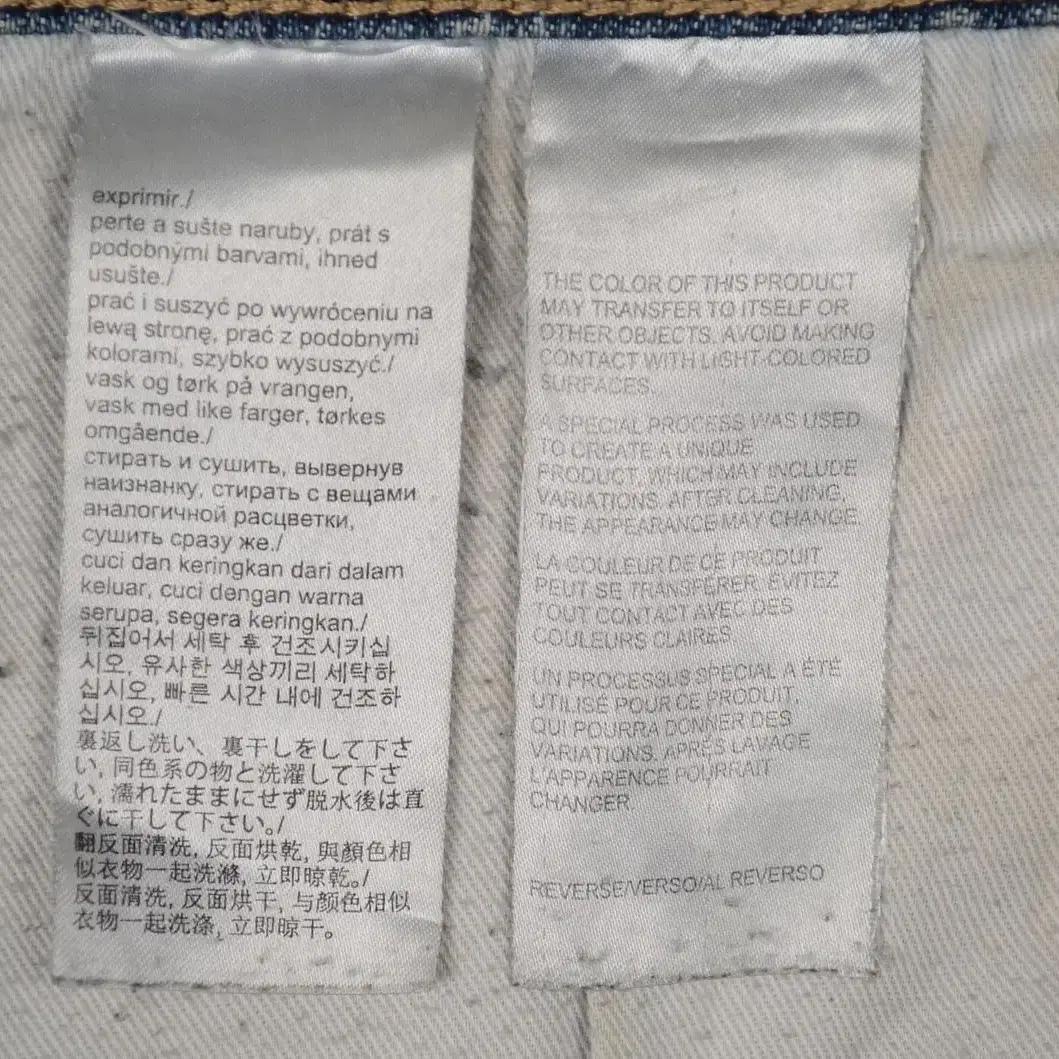 exprimir./
perte a sušte naruby, prát s
podobnými barvami, ihned
usušte./
prać i suszyć po wywróceniu na
lewą stronę, prać z podobnymi
kolorami, szybko wysuszyć./
vask og tørk på vrangen,
vask med like farger, tørkes
omgående./
стирать и сушить, вывернув
наизнанку, стирать с вещами
аналогичной расцветки,
сушить сразу же./
cuci dan keringkan dari dalam
keluar, cuci dengan warna
serupa, segera keringkan./
뒤집어서 세탁 후 건조시키십
시오, 유사한 색상끼리 세탁하
십시오, 빠른 시간 내에 건조하
십시오./
裏返し洗い、裏干しをして下さ
い, 同色系の物と洗濯して下さ
い, 濡れたままにせず脱水後は直
ぐに干して下さい。/
翻反面清洗, 反面烘乾, 與顏色相
似衣物一起洗滌, 立即晾乾。/
反面清洗, 反面烘干, 与颜色相似
衣物一起洗涤, 立即晾干。
THE COLOR OF THIS PRODUCT
MAY TRANSFER TO ITSELF OR
OTHER OBJECTS. AVOID MAKING
CONTACT WITH LIGHT-COLORED
SURFACES.
A SPECIAL PROCESS WAS USED
TO CREATE A UNIQUE
PRODUCT, WHICH MAY INCLUDE
VARIATIONS. AFTER CLEANING,
THE APPEARANCE MAY CHANGE.
LA COULEUR DE CE PRODUIT
PEUT SE TRANSFÉRER. ÉVITEZ
TOUT CONTACT AVEC DES
COULEURS CLAIRES.
UN PROCESSUS SPÉCIAL A ÉTÉ
UTILISÉ POUR CE PRODUIT,
QUI POURRA DONNER DES
VARIATIONS. APRÈS LAVAGE
L'APPARENCE POURRAIT
CHANGER.
REVERSE/VERSO/AL REVERSO